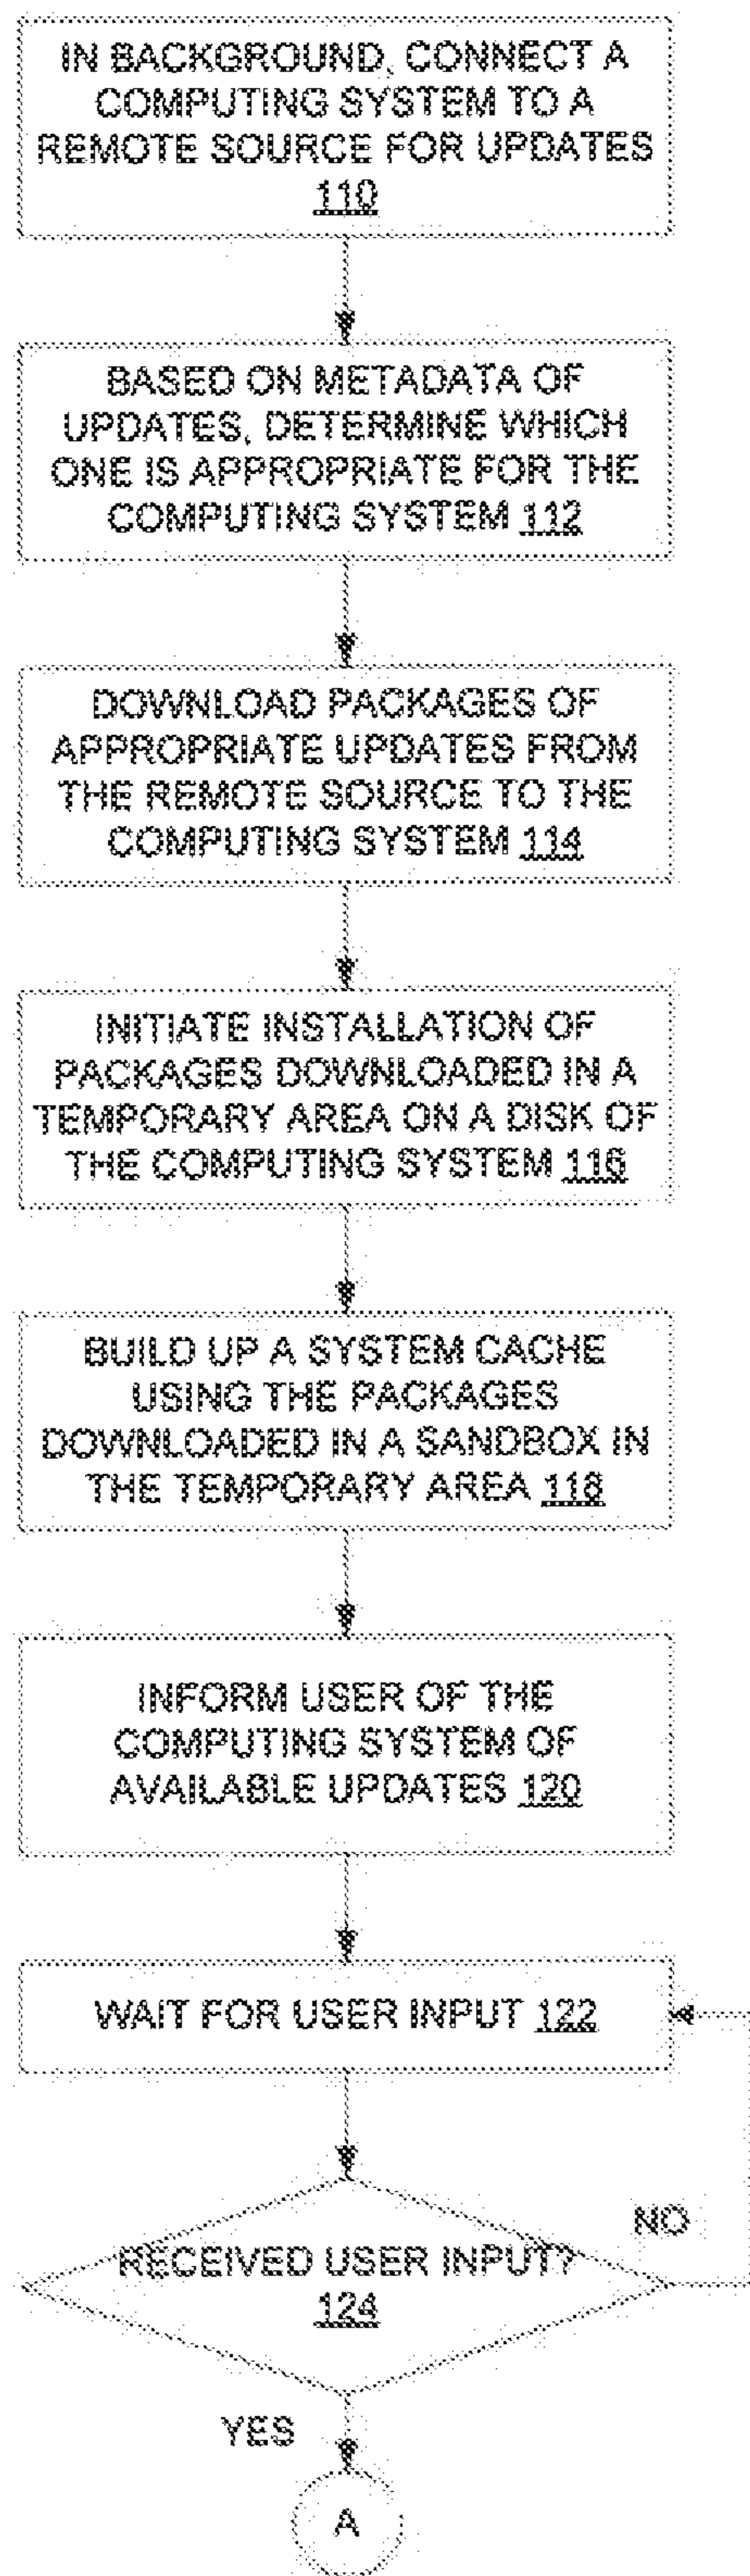 IN BACKGROUND, CONNECT A
COMPUTING SYSTEM TO A
REMOTE SOURCE FOR UPDATES
110
BASED ON METADATA OF
UPDATES, DETERMINE WHICH
ONE IS APPROPRIATE FOR THE
COMPUTING SYSTEM 112
DOWNLOAD PACKAGES OF
APPROPRIATE UPDATES FROM
THE REMOTE SOURCE TO THE
COMPUTING SYSTEM 114
INITIATE INSTALLATION OF
PACKAGES DOWNLOADED IN A
TEMPORARY AREA ON A DISK OF
THE COMPUTING SYSTEM 116
BUILD UP A SYSTEM CACHE
USING THE PACKAGES
DOWNLOADED IN A SANDBOX IN
THE TEMPORARY AREA 118
INFORM USER OF THE
COMPUTING SYSTEM OF
AVAILABLE UPDATES 120
WAIT FOR USER INPUT 122
NO
RECEIVED USER INPUT?
124
YES
A